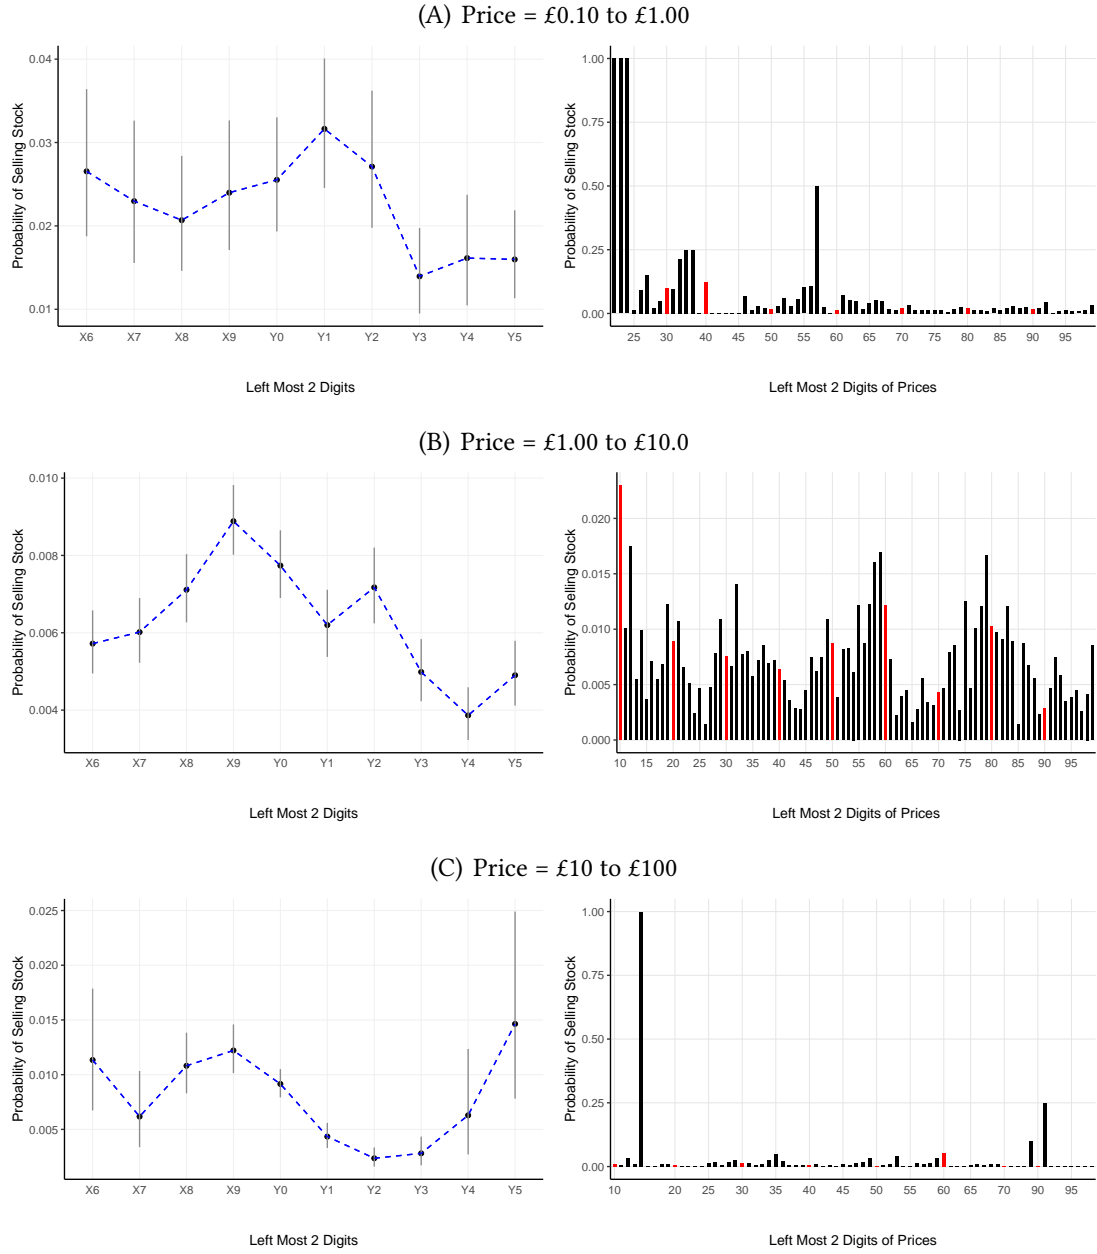 (A) Price = £0.10 to £1.00
Probability of Selling Stock
0.04
0.03
0.02
0.01
X6 X7 X8 X9 Y0 Y1 Y2 Y3 Y4 Y5
Left Most 2 Digits
Probability of Selling Stock
1.00
0.75
0.50
0.25
0.00
25 30 40 45 50 55 60 65 70 75 80 85 90 95
Left Most 2 Digits of Prices
(B) Price = £1.00 to £10.0
Probability of Selling Stock
0.010
0.008
0.006
0.004
X6 X7 X8 X9 Y0 Y1 Y2 Y3 Y4 Y5
Left Most 2 Digits
Probability of Selling Stock
0.020
0.015
0.010
0.005
0.000
10 15 20 25 30 35 40 45 50 55 60 65 70 75 80 85 90 95
Left Most 2 Digits of Prices
(C) Price = £10 to £100
Probability of Selling Stock
0.025
0.020
0.015
0.010
0.005
X6 X7 X8 X9 Y0 Y1 Y2 Y3 Y4 Y5
Left Most 2 Digits
Probability of Selling Stock
1.00
0.75
0.50
0.25
0.00
10 20 25 30 35 40 45 50 55 60 65 70 80 90 95
Left Most 2 Digits of Prices